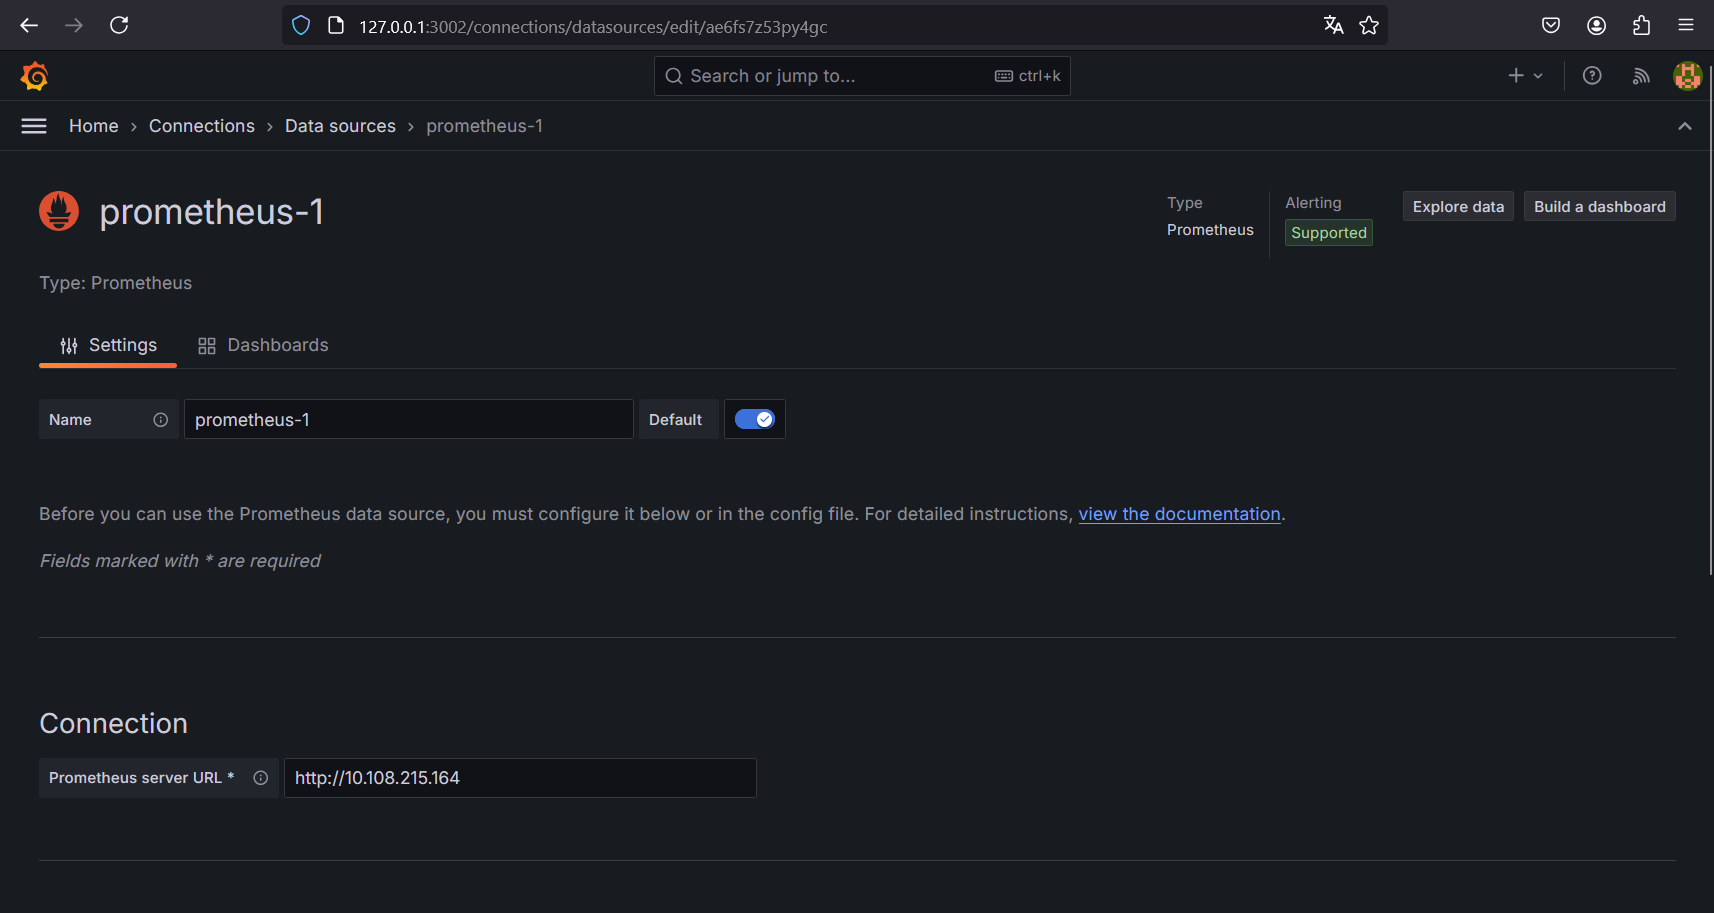 127.0.0.1:3002/connections/datasources/edit/ae6fs7z53py4gc
Search or jump to...
ctrl+k
Home › Connections › Data sources › prometheus-1
prometheus-1
Type
Prometheus
Alerting
Supported
Explore data
Build a dashboard
Type: Prometheus
Settings
Dashboards
Name
prometheus-1
Default
Before you can use the Prometheus data source, you must configure it below or in the config file. For detailed instructions, view the documentation.
Fields marked with * are required
Connection
Prometheus server URL *
http://10.108.215.164